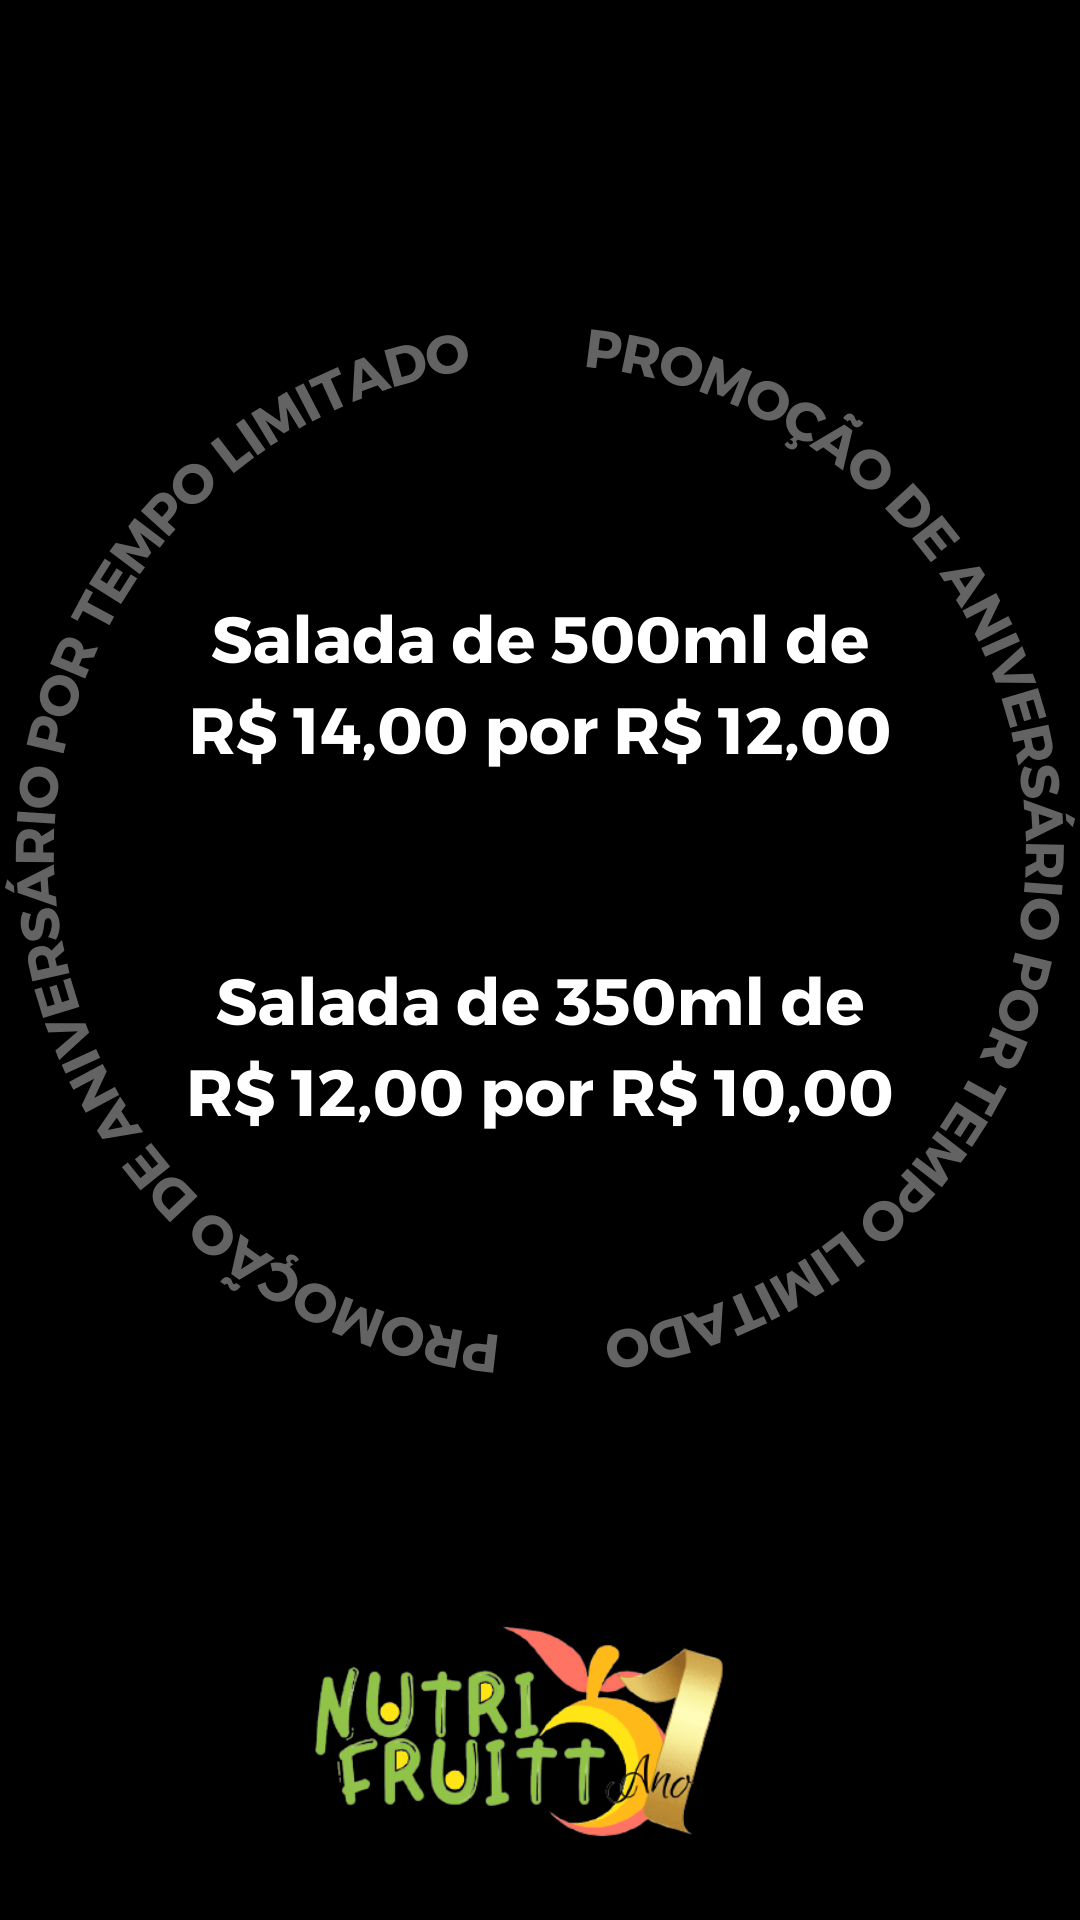 PROMOÇÃO DE ANIVERSÁRIO POR TEMPO LIMITADO
PROMOÇÃO DE ANIVERSÁRIO POR TEMPO LIMITADO
Salada de 500ml de
R$ 14,00 por R$ 12,00
Salada de 350ml de
R$ 12,00 por R$ 10,00
NUTRI
FRUITT
1
Ano